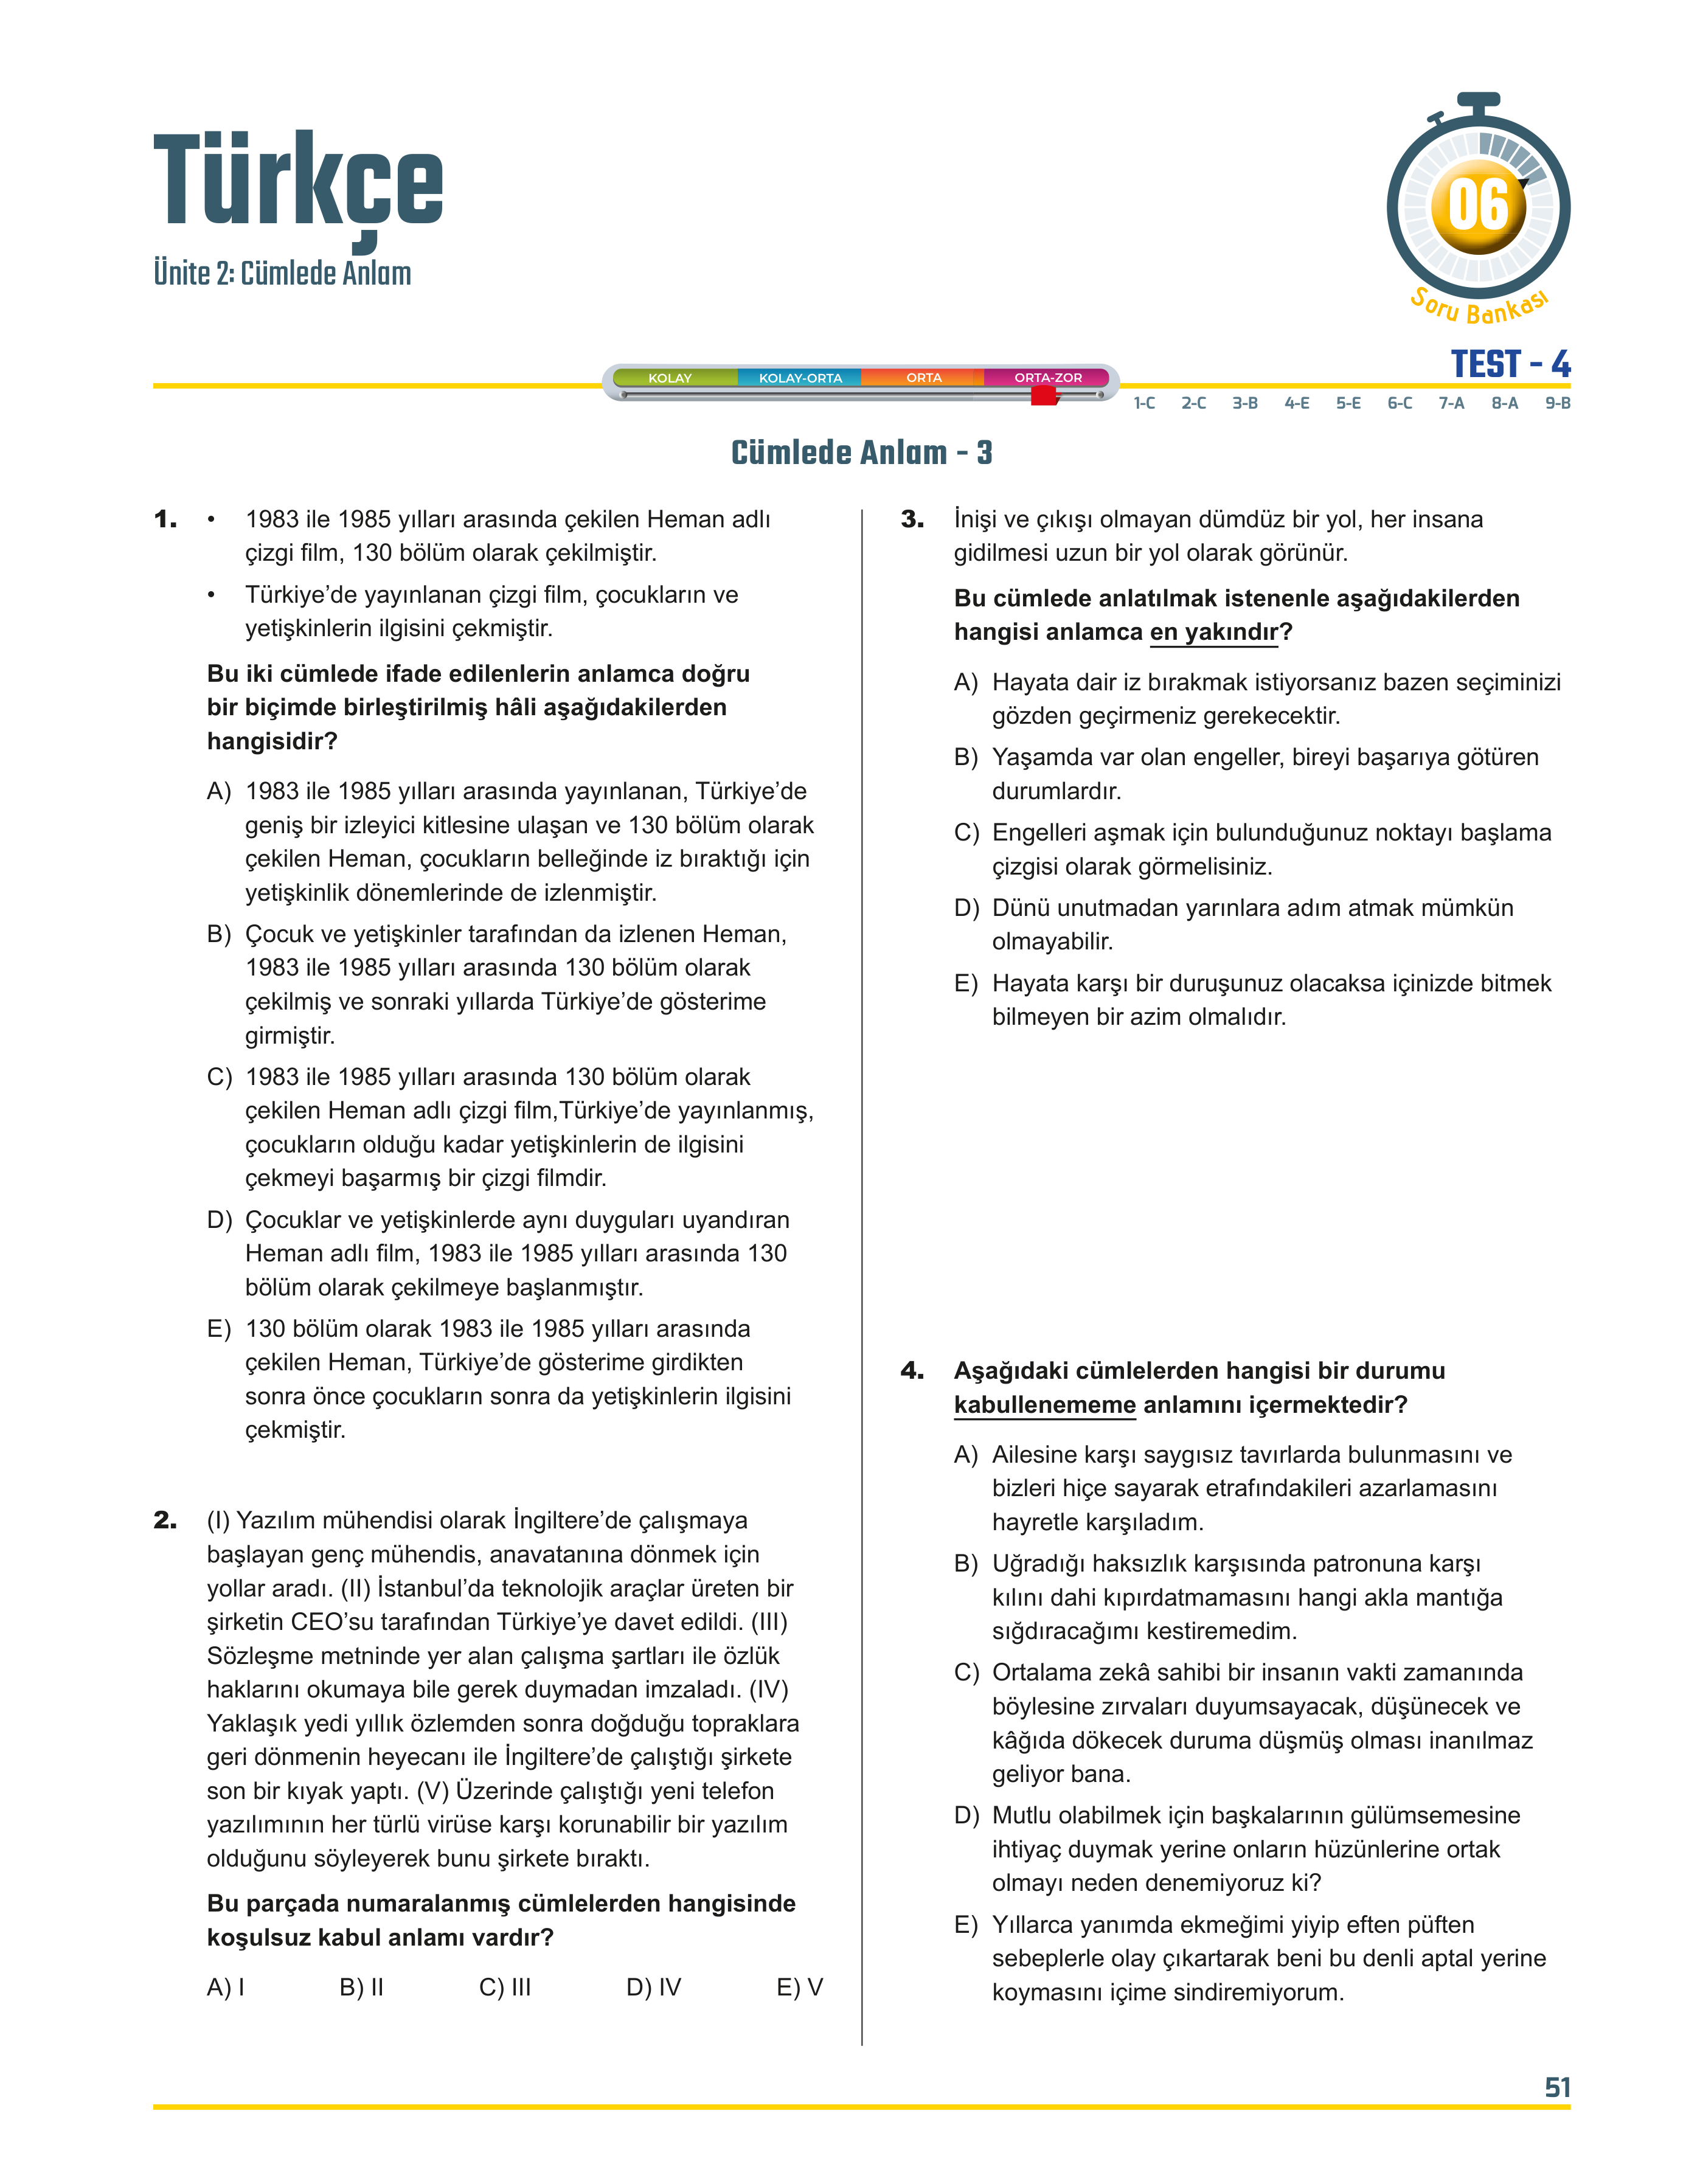 Türkçe
Ünite 2: Cümlede Anlam
06
Soru Bankası
TEST - 4
KOLAY KOLAY-ORTA ORTA ORTA-ZOR
1-C 2-C 3-B 4-E 5-E 6-C 7-A 8-A 9-B
Cümlede Anlam - 3
1. • 1983 ile 1985 yılları arasında çekilen Heman adlı
çizgi film, 130 bölüm olarak çekilmiştir.
• Türkiye’de yayınlanan çizgi film, çocukların ve
yetişkinlerin ilgisini çekmiştir.
Bu iki cümlede ifade edilenlerin anlamca doğru
bir biçimde birleştirilmiş hâli aşağıdakilerden
hangisidir?
A) 1983 ile 1985 yılları arasında yayınlanan, Türkiye’de
geniş bir izleyici kitlesine ulaşan ve 130 bölüm olarak
çekilen Heman, çocukların belleğinde iz bıraktığı için
yetişkinlik dönemlerinde de izlenmiştir.
B) Çocuk ve yetişkinler tarafından da izlenen Heman,
1983 ile 1985 yılları arasında 130 bölüm olarak
çekilmiş ve sonraki yıllarda Türkiye’de gösterime
girmiştir.
C) 1983 ile 1985 yılları arasında 130 bölüm olarak
çekilen Heman adlı çizgi film,Türkiye’de yayınlanmış,
çocukların olduğu kadar yetişkinlerin de ilgisini
çekmeyi başarmış bir çizgi filmdir.
D) Çocuklar ve yetişkinlerde aynı duyguları uyandıran
Heman adlı film, 1983 ile 1985 yılları arasında 130
bölüm olarak çekilmeye başlanmıştır.
E) 130 bölüm olarak 1983 ile 1985 yılları arasında
çekilen Heman, Türkiye’de gösterime girdikten
sonra önce çocukların sonra da yetişkinlerin ilgisini
çekmiştir.
2. (I) Yazılım mühendisi olarak İngiltere’de çalışmaya
başlayan genç mühendis, anavatanına dönmek için
yollar aradı. (II) İstanbul’da teknolojik araçlar üreten bir
şirketin CEO’su tarafından Türkiye’ye davet edildi. (III)
Sözleşme metninde yer alan çalışma şartları ile özlük
haklarını okumaya bile gerek duymadan imzaladı. (IV)
Yaklaşık yedi yıllık özlemden sonra doğduğu topraklara
geri dönmenin heyecanı ile İngiltere’de çalıştığı şirkete
son bir kıyak yaptı. (V) Üzerinde çalıştığı yeni telefon
yazılımının her türlü virüse karşı korunabilir bir yazılım
olduğunu söyleyerek bunu şirkete bıraktı.
Bu parçada numaralanmış cümlelerden hangisinde
koşulsuz kabul anlamı vardır?
A) I B) II C) III D) IV E) V
3. İnişi ve çıkışı olmayan dümdüz bir yol, her insana
gidilmesi uzun bir yol olarak görünür.
Bu cümlede anlatılmak istenenle aşağıdakilerden
hangisi anlamca en yakındır?
A) Hayata dair iz bırakmak istiyorsanız bazen seçiminizi
gözden geçirmeniz gerekecektir.
B) Yaşamda var olan engeller, bireyi başarıya götüren
durumlardır.
C) Engelleri aşmak için bulunduğunuz noktayı başlama
çizgisi olarak görmelisiniz.
D) Dünü unutmadan yarınlara adım atmak mümkün
olmayabilir.
E) Hayata karşı bir duruşunuz olacaksa içinizde bitmek
bilmeyen bir azim olmalıdır.
4. Aşağıdaki cümlelerden hangisi bir durumu
kabullenememe anlamını içermektedir?
A) Ailesine karşı saygısız tavırlarda bulunmasını ve
bizleri hiçe sayarak etrafındakileri azarlamasını
hayretle karşıladım.
B) Uğradığı haksızlık karşısında patronuna karşı
kılını dahi kıpırdatmamasını hangi akla mantığa
sığdıracağımı kestiremedim.
C) Ortalama zekâ sahibi bir insanın vakti zamanında
böylesine zırvaları duyumsayacak, düşünecek ve
kâğıda dökecek duruma düşmüş olması inanılmaz
geliyor bana.
D) Mutlu olabilmek için başkalarının gülümsemesine
ihtiyaç duymak yerine onların hüzünlerine ortak
olmayı neden denemiyoruz ki?
E) Yıllarca yanımda ekmeğimi yiyip eften püften
sebeplerle olay çıkartarak beni bu denli aptal yerine
koymasını içime sindiremiyorum.
51